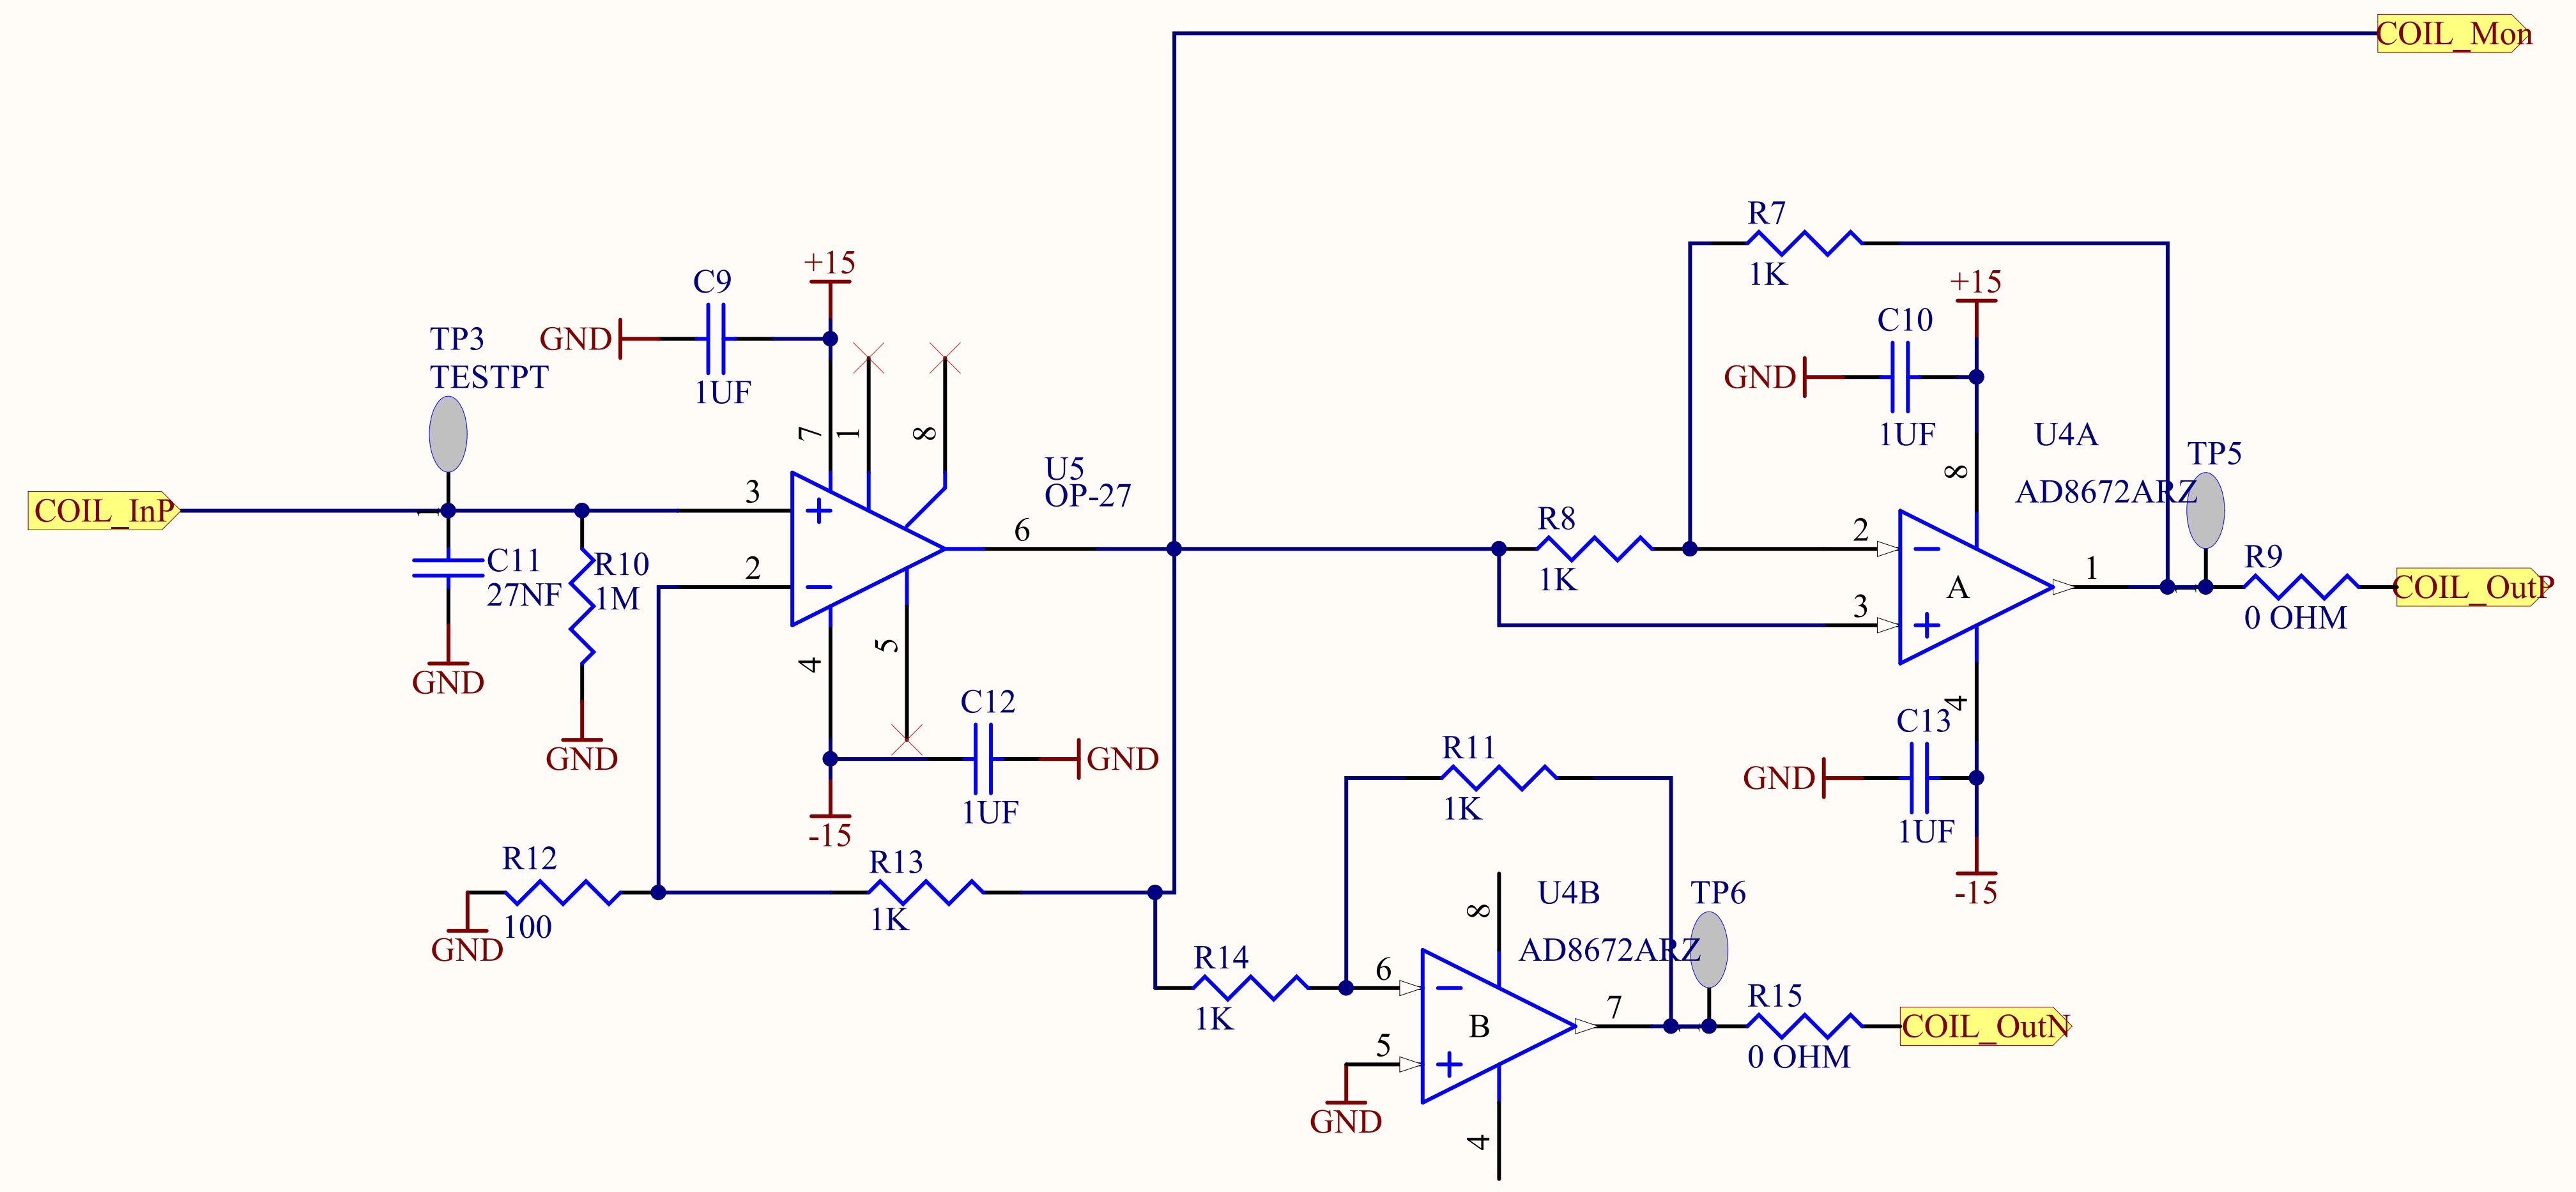 COIL_Mon
R7
1K
+15
C9
GND
1UF
+15
C10
GND
1UF
TP3
TESTPT
7
1
8
8
U4A
AD8672ARZ
TP5
COIL_InP
1
3
2
U5
OP-27
6
R8
1K
2
3
A
1
R9
0 OHM
COIL_OutP
C11
27NF
R10
1M
GND
GND
4
5
C12
1UF
GND
-15
4
C13
GND
1UF
-15
R11
1K
R12
100
GND
R13
1K
8
U4B
AD8672ARZ
TP6
R14
1K
6
5
B
7
R15
0 OHM
COIL_OutN
GND
4